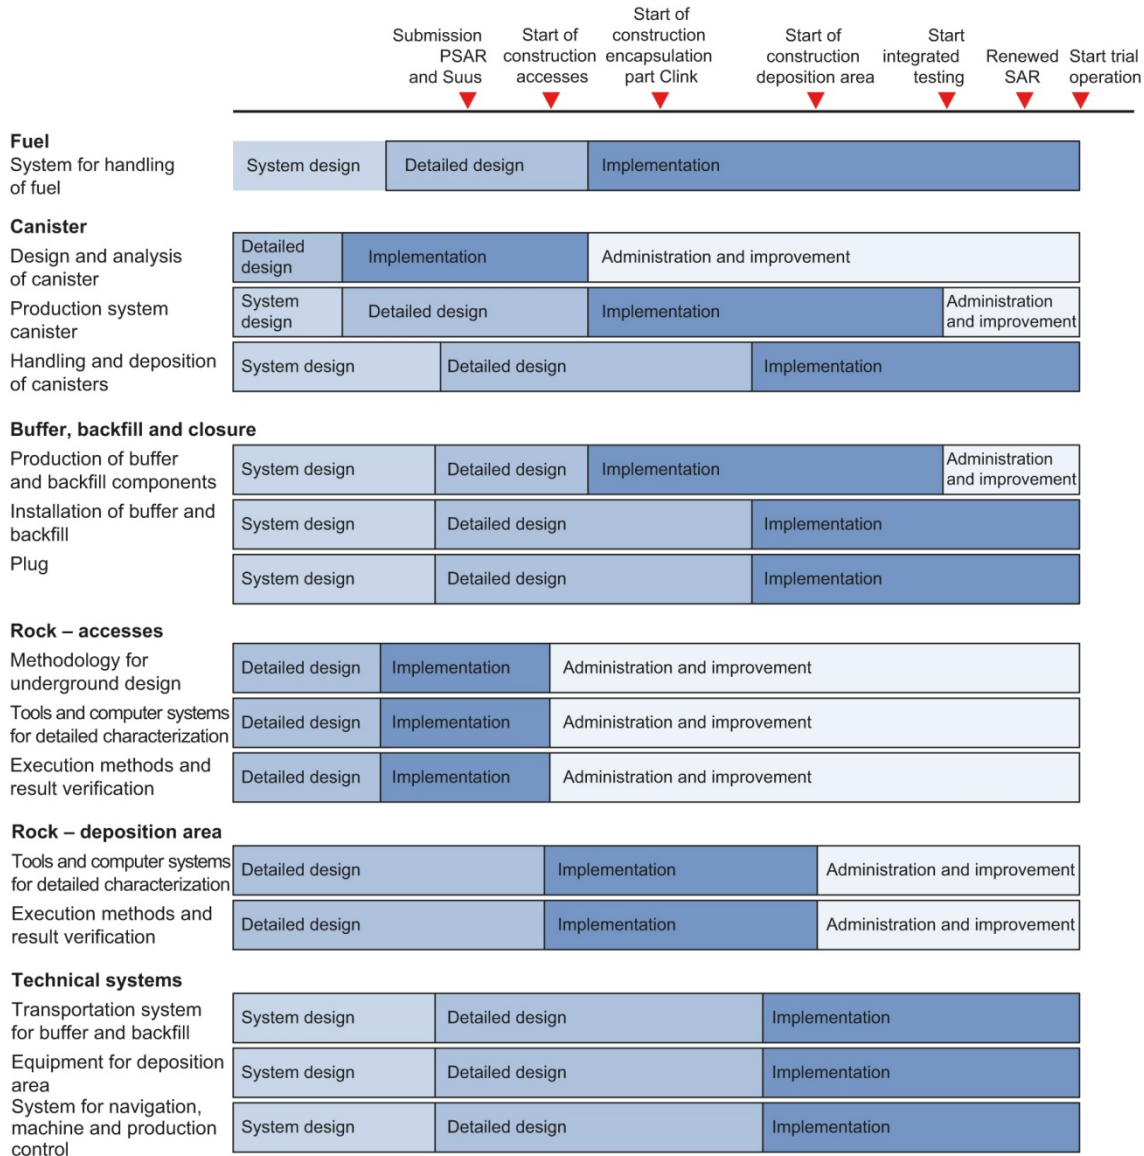 Submission
PSAR
and Suus
Start of
construction
accesses
Start of
construction
encapsulation
part Clink
Start of
construction
deposition area
Start
integrated
testing
Renewed
SAR
Start trial
operation
Fuel
System for handling
of fuel
System design
Detailed design
Implementation
Canister
Design and analysis
of canister
Detailed
design
Implementation
Administration and improvement
Production system
canister
System
design
Detailed design
Implementation
Administration
and improvement
Handling and deposition
of canisters
System design
Detailed design
Implementation
Buffer, backfill and closure
Production of buffer
and backfill components
System design
Detailed design
Implementation
Administration
and improvement
Installation of buffer and
backfill
System design
Detailed design
Implementation
Plug
System design
Detailed design
Implementation
Rock – accesses
Methodology for
underground design
Detailed design
Implementation
Administration and improvement
Tools and computer systems
for detailed characterization
Detailed design
Implementation
Administration and improvement
Execution methods and
result verification
Detailed design
Implementation
Administration and improvement
Rock – deposition area
Tools and computer systems
for detailed characterization
Detailed design
Implementation
Administration and improvement
Execution methods and
result verification
Detailed design
Implementation
Administration and improvement
Technical systems
Transportation system
for buffer and backfill
System design
Detailed design
Implementation
Equipment for deposition
area
System design
Detailed design
Implementation
System for navigation,
machine and production
control
System design
Detailed design
Implementation